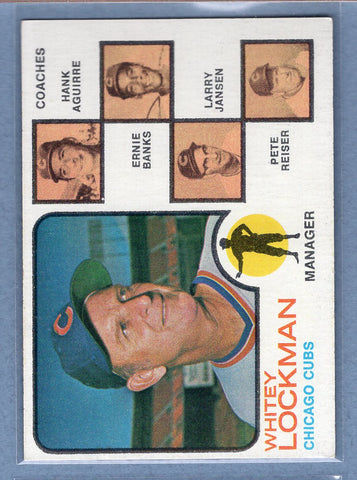 COACHES
HANK
AGUIRRE
ERNIE
BANKS
LARRY
JANSEN
PETE
REISER
C
WHITEY
LOCKMAN
CHICAGO CUBS
MANAGER